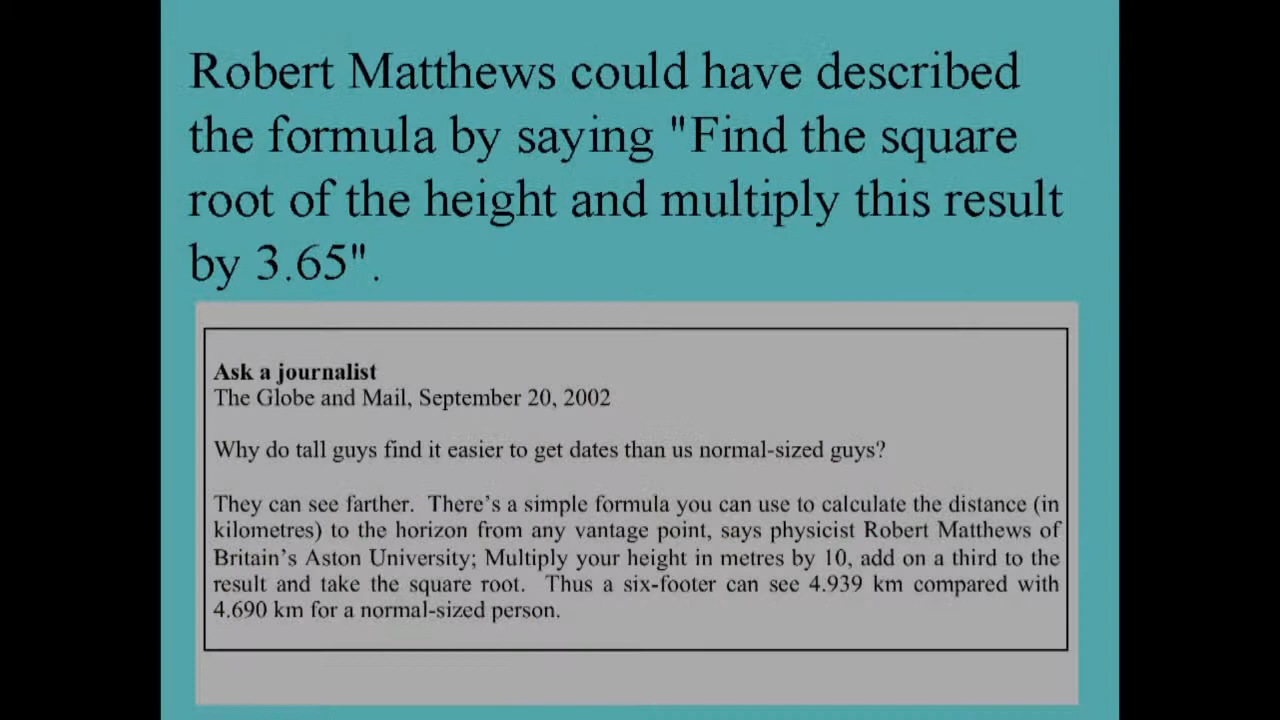 Robert Matthews could have described
the formula by saying "Find the square
root of the height and multiply this result
by 3.65".
Ask a journalist
The Globe and Mail, September 20, 2002
Why do tall guys find it easier to get dates than us normal-sized guys?
They can see farther.  There's a simple formula you can use to calculate the distance (in
kilometres) to the horizon from any vantage point, says physicist Robert Matthews of
Britain's Aston University; Multiply your height in metres by 10, add on a third to the
result and take the square root.  Thus a six-footer can see 4.939 km compared with
4.690 km for a normal-sized person.